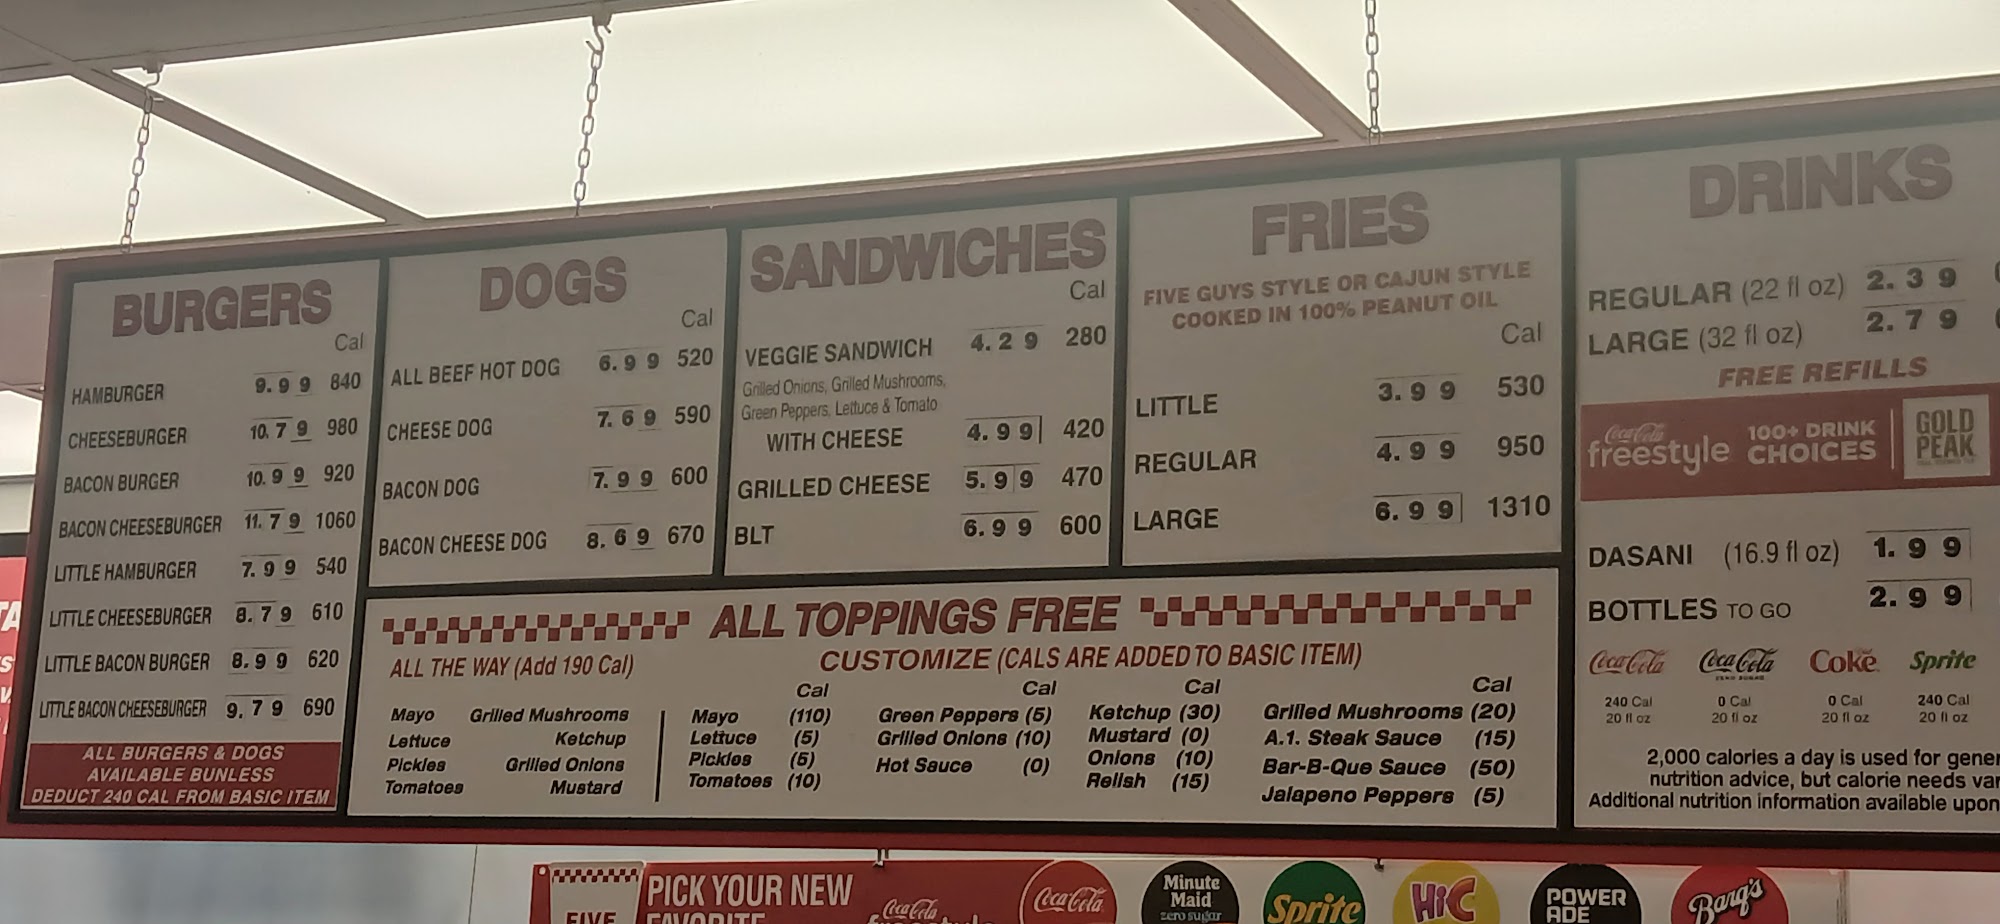 BURGERS
Cal
HAMBURGER 9.99 840
CHEESEBURGER 10.79 980
BACON BURGER 10.99 920
BACON CHEESEBURGER 11.79 1060
LITTLE HAMBURGER 7.99 540
LITTLE CHEESEBURGER 8.79 610
LITTLE BACON BURGER 8.99 620
LITTLE BACON CHEESEBURGER 9.79 690
ALL BURGERS & DOGS
AVAILABLE BUNLESS
DEDUCT 240 CAL FROM BASIC ITEM
DOGS
Cal
ALL BEEF HOT DOG 6.99 520
CHEESE DOG 7.69 590
BACON DOG 7.99 600
BACON CHEESE DOG 8.69 670
SANDWICHES
Cal
VEGGIE SANDWICH 4.29 280
Grilled Onions, Grilled Mushrooms,
Green Peppers, Lettuce & Tomato
WITH CHEESE 4.99 420
GRILLED CHEESE 5.99 470
BLT 6.99 600
FRIES
FIVE GUYS STYLE OR CAJUN STYLE
COOKED IN 100% PEANUT OIL
Cal
LITTLE 3.99 530
REGULAR 4.99 950
LARGE 6.99 1310
ALL TOPPINGS FREE
ALL THE WAY (Add 190 Cal)
Mayo Grilled Mushrooms
Lettuce Ketchup
Pickles Grilled Onions
Tomatoes Mustard
CUSTOMIZE (CALS ARE ADDED TO BASIC ITEM)
Cal Cal Cal Cal
Mayo (110) Green Peppers (5) Ketchup (30) Grilled Mushrooms (20)
Lettuce (5) Grilled Onions (10) Mustard (0) A.1. Steak Sauce (15)
Pickles (5) Hot Sauce (0) Onions (10) Bar-B-Que Sauce (50)
Tomatoes (10) Relish (15) Jalapeno Peppers (5)
DRINKS
REGULAR (22 fl oz) 2.39
LARGE (32 fl oz) 2.79
FREE REFILLS
Coca-Cola
freestyle
100+ DRINK
CHOICES
GOLD
PEAK
DASANI (16.9 fl oz) 1.99
BOTTLES TO GO 2.99
Coca-Cola Coca-Cola ZERO SUGAR Coke Sprite
240 Cal 0 Cal 0 Cal 240 Cal
20 fl oz 20 fl oz 20 fl oz 20 fl oz
2,000 calories a day is used for gener
nutrition advice, but calorie needs var
Additional nutrition information available upon
FIVE
PICK YOUR NEW
FAVORITE
Coca-Cola
freestyle
Coca-Cola
Minute
Maid
zero sugar
Sprite
Hi-C
POWER
ADE
Barq's